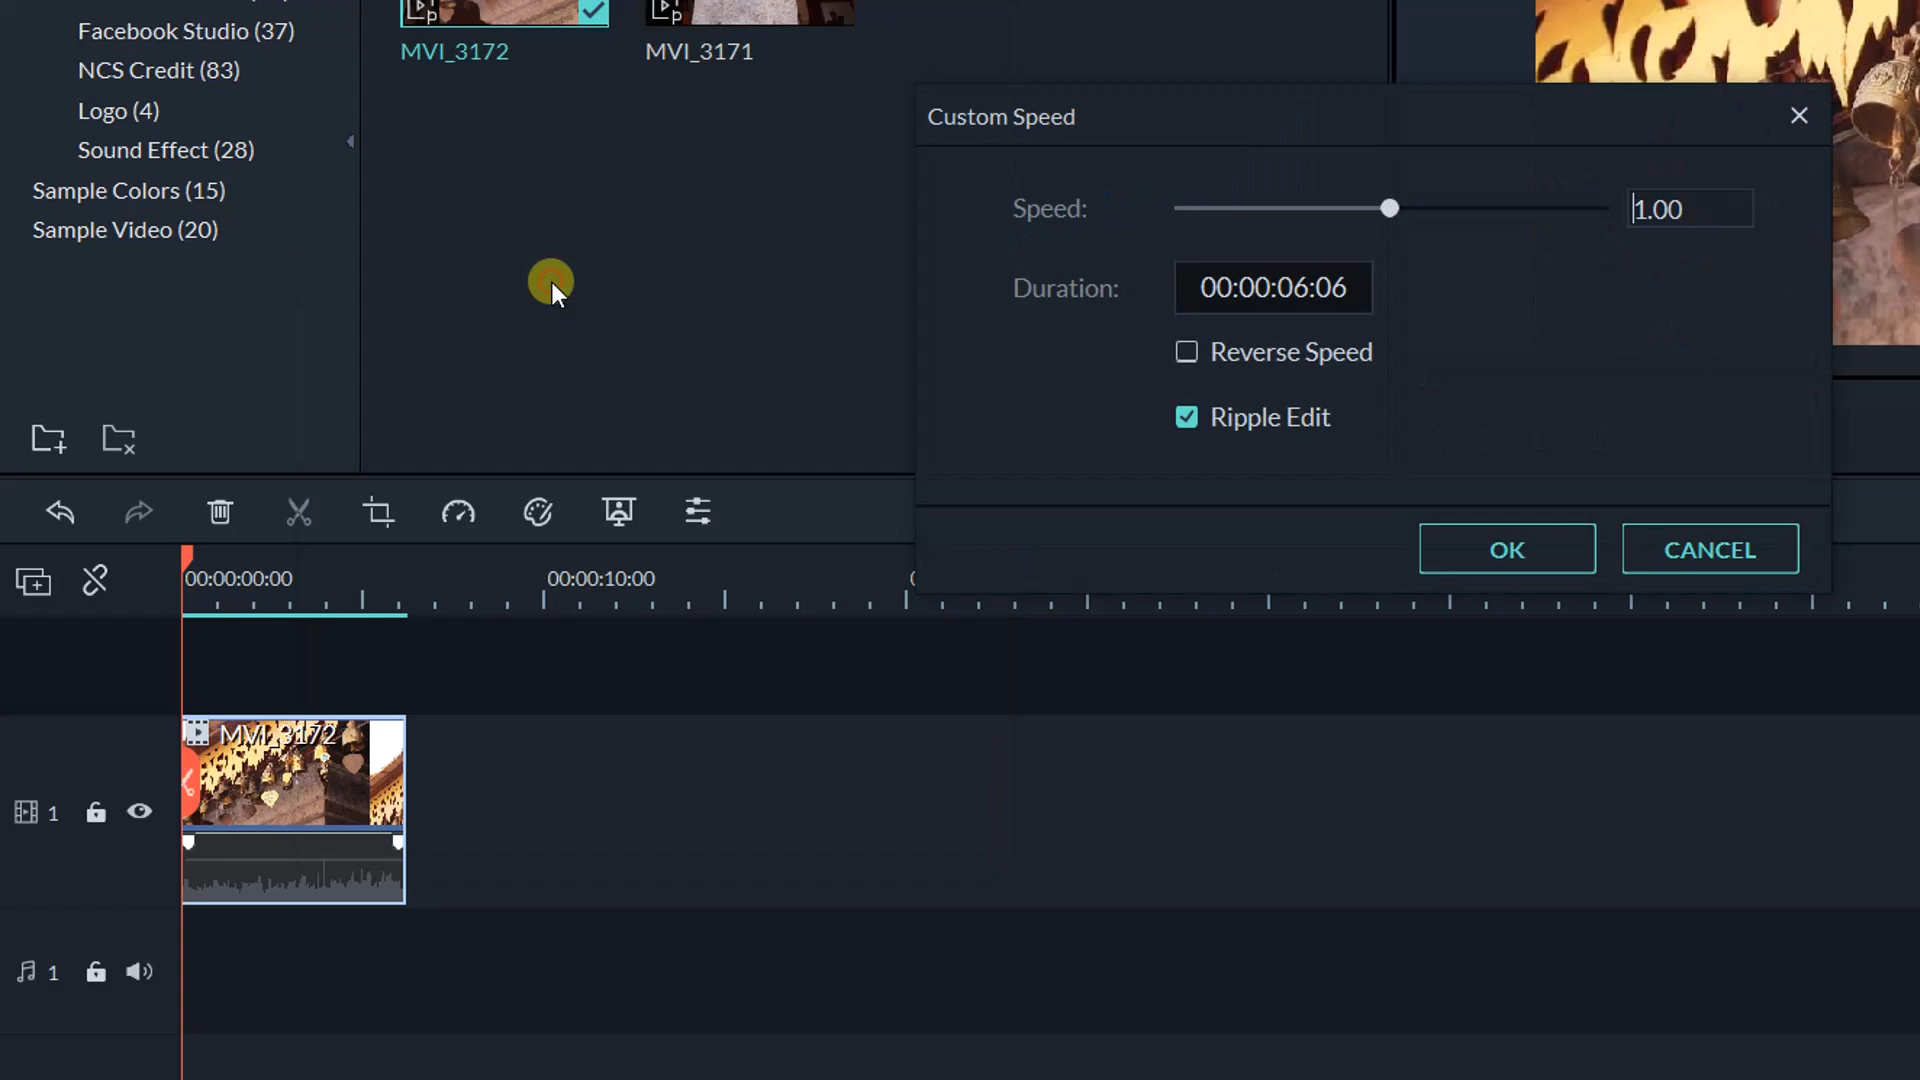 Facebook Studio (37)
NCS Credit (83)
Logo (4)
Sound Effect (28)
Sample Colors (15)
Sample Video (20)
MVI_3172
MVI_3171
Custom Speed
Speed:
1.00
Duration:
00:00:06:06
Reverse Speed
Ripple Edit
OK
CANCEL
00:00:00:00
00:00:10:00
MVI_3172
1
1